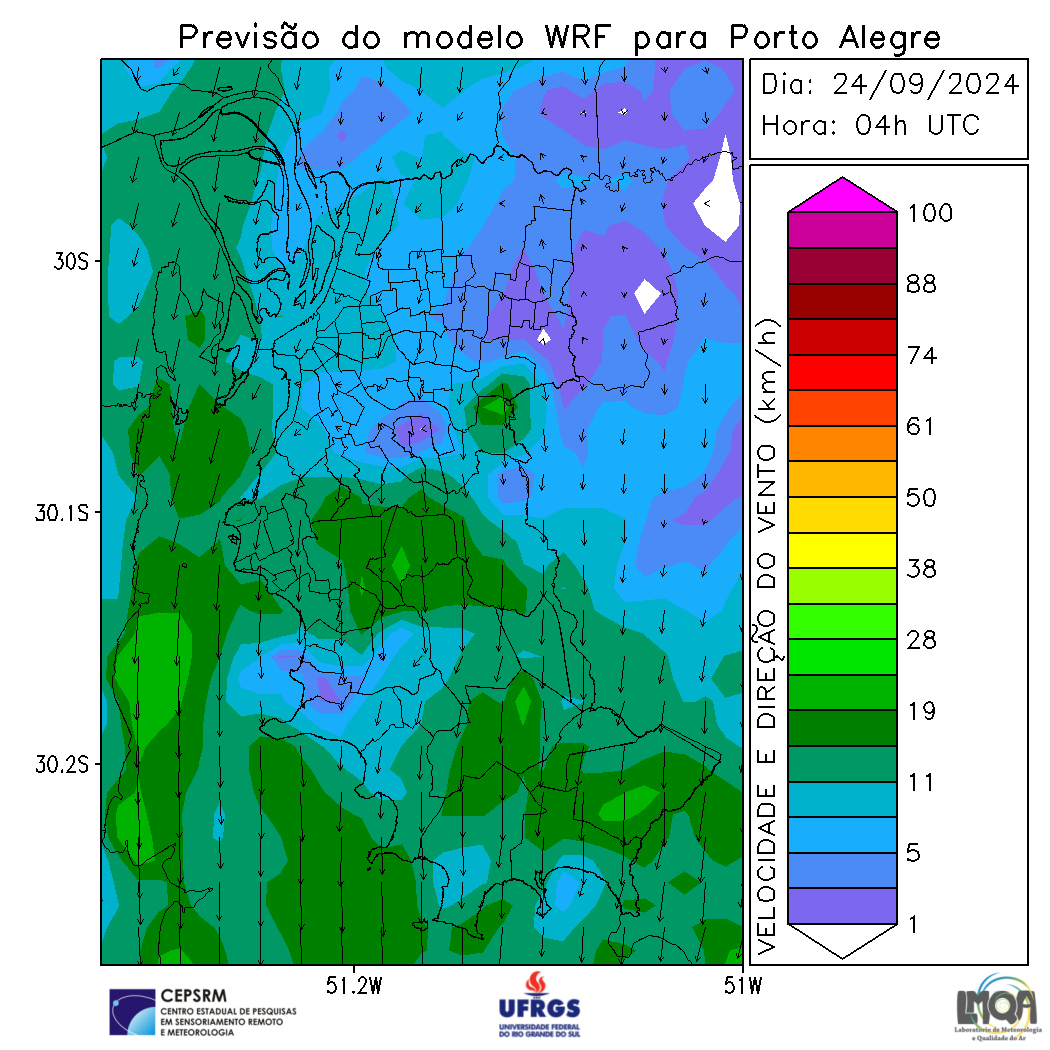 Previsão do modelo WRF para Porto Alegre
Dia: 24/09/2024
Hora: 04h UTC
30S
30.1S
30.2S
51.2W
51W
VELOCIDADE E DIREÇÃO DO VENTO (km/h)
100
88
74
61
50
38
28
19
11
5
1
CEPSRM
CENTRO ESTADUAL DE PESQUISAS
EM SENSORIAMENTO REMOTO
E METEOROLOGIA
UFRGS
UNIVERSIDADE FEDERAL
DO RIO GRANDE DO SUL
LMQA
Laboratório de Meteorologia
e Qualidade do Ar